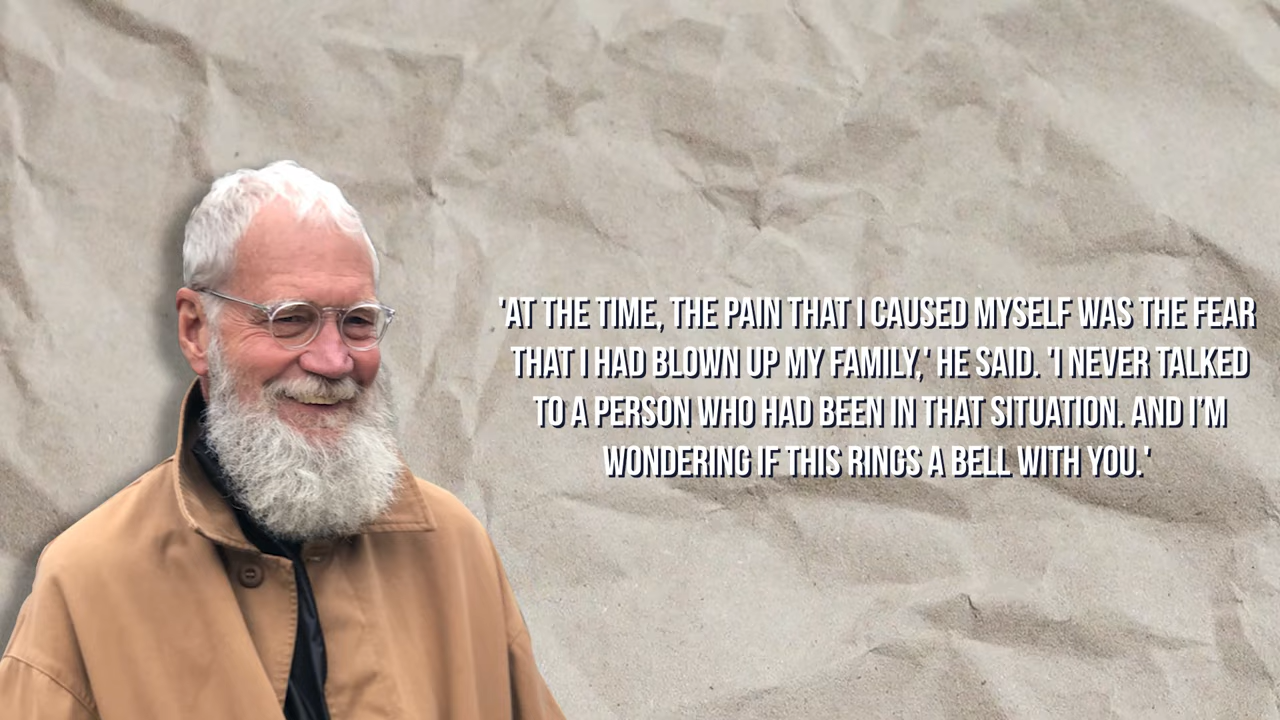 'AT THE TIME, THE PAIN THAT I CAUSED MYSELF WAS THE FEAR
THAT I HAD BLOWN UP MY FAMILY,' HE SAID. 'I NEVER TALKED
TO A PERSON WHO HAD BEEN IN THAT SITUATION. AND I'M
WONDERING IF THIS RINGS A BELL WITH YOU.'